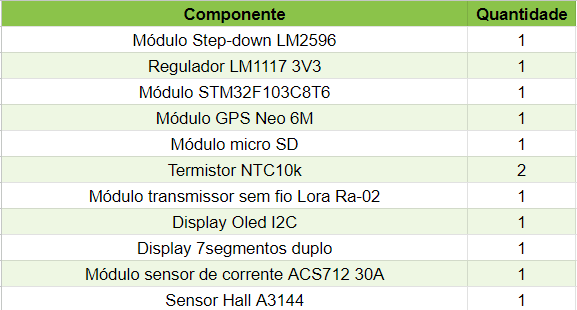 Componente Quantidade
Módulo Step-down LM2596 1
Regulador LM1117 3V3 1
Módulo STM32F103C8T6 1
Módulo GPS Neo 6M 1
Módulo micro SD 1
Termistor NTC10k 2
Módulo transmissor sem fio Lora Ra-02 1
Display Oled I2C 1
Display 7segmentos duplo 1
Módulo sensor de corrente ACS712 30A 1
Sensor Hall A3144 1